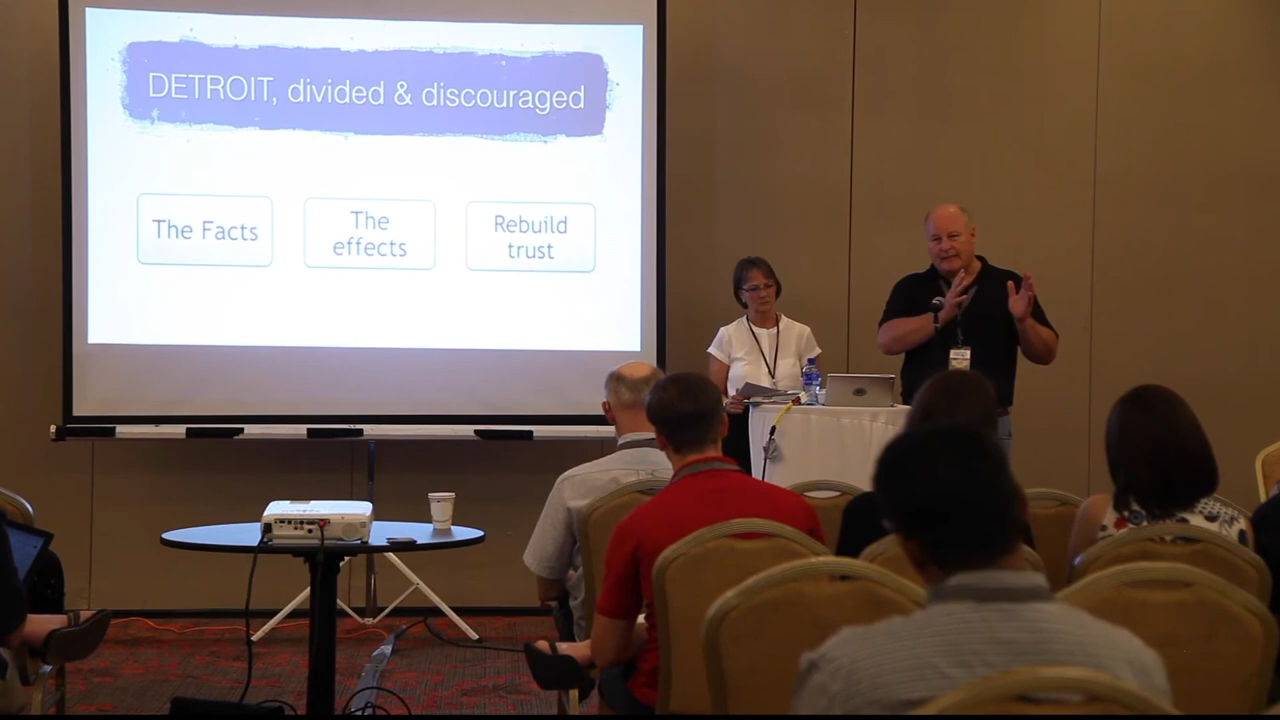 DETROIT, divided & discouraged
The Facts
The
effects
Rebuild
trust